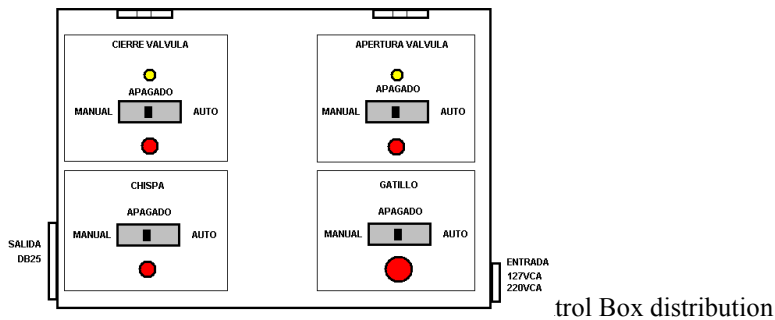 CIERRE VALVULA
APAGADO
MANUAL
AUTO
APERTURA VALVULA
APAGADO
MANUAL
AUTO
CHISPA
APAGADO
MANUAL
AUTO
GATILLO
APAGADO
MANUAL
AUTO
SALIDA
DB25
ENTRADA
127VCA
220VCA
trol Box distribution